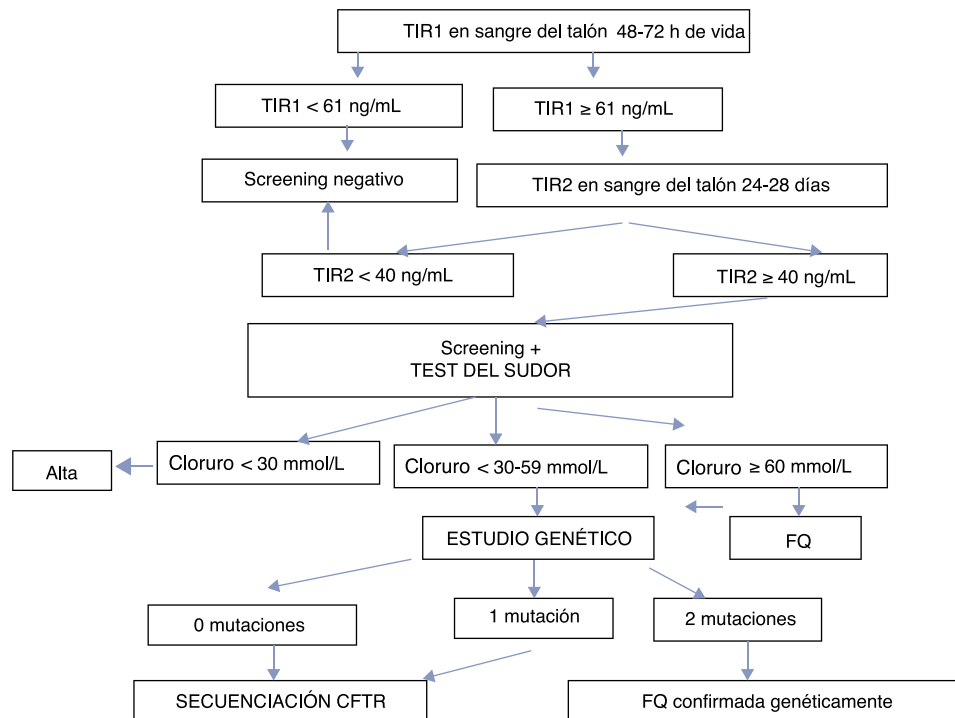 TIR1 en sangre del talón 48-72 h de vida
TIR1 < 61 ng/mL
TIR1 ≥ 61 ng/mL
Screening negativo
TIR2 en sangre del talón 24-28 días
TIR2 < 40 ng/mL
TIR2 ≥ 40 ng/mL
Screening +
TEST DEL SUDOR
Alta
Cloruro < 30 mmol/L
Cloruro < 30-59 mmol/L
Cloruro ≥ 60 mmol/L
ESTUDIO GENÉTICO
FQ
0 mutaciones
1 mutación
2 mutaciones
SECUENCIACIÓN CFTR
FQ confirmada genéticamente